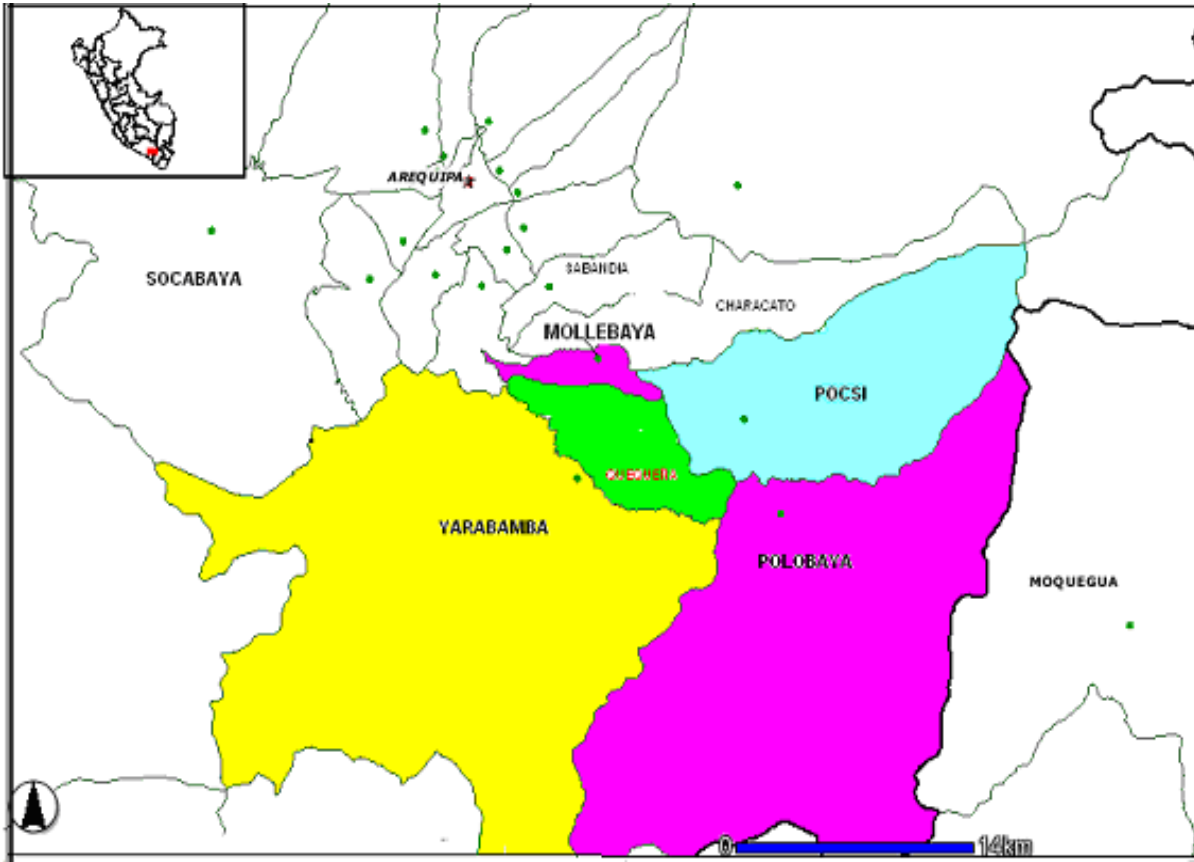 AREQUIPA
SABANDIA
SOCABAYA
CHARACATO
MOLLEBAYA
POCSI
QUEQUEÑA
YARABAMBA
POLOBAYA
MOQUEGUA
0 14km